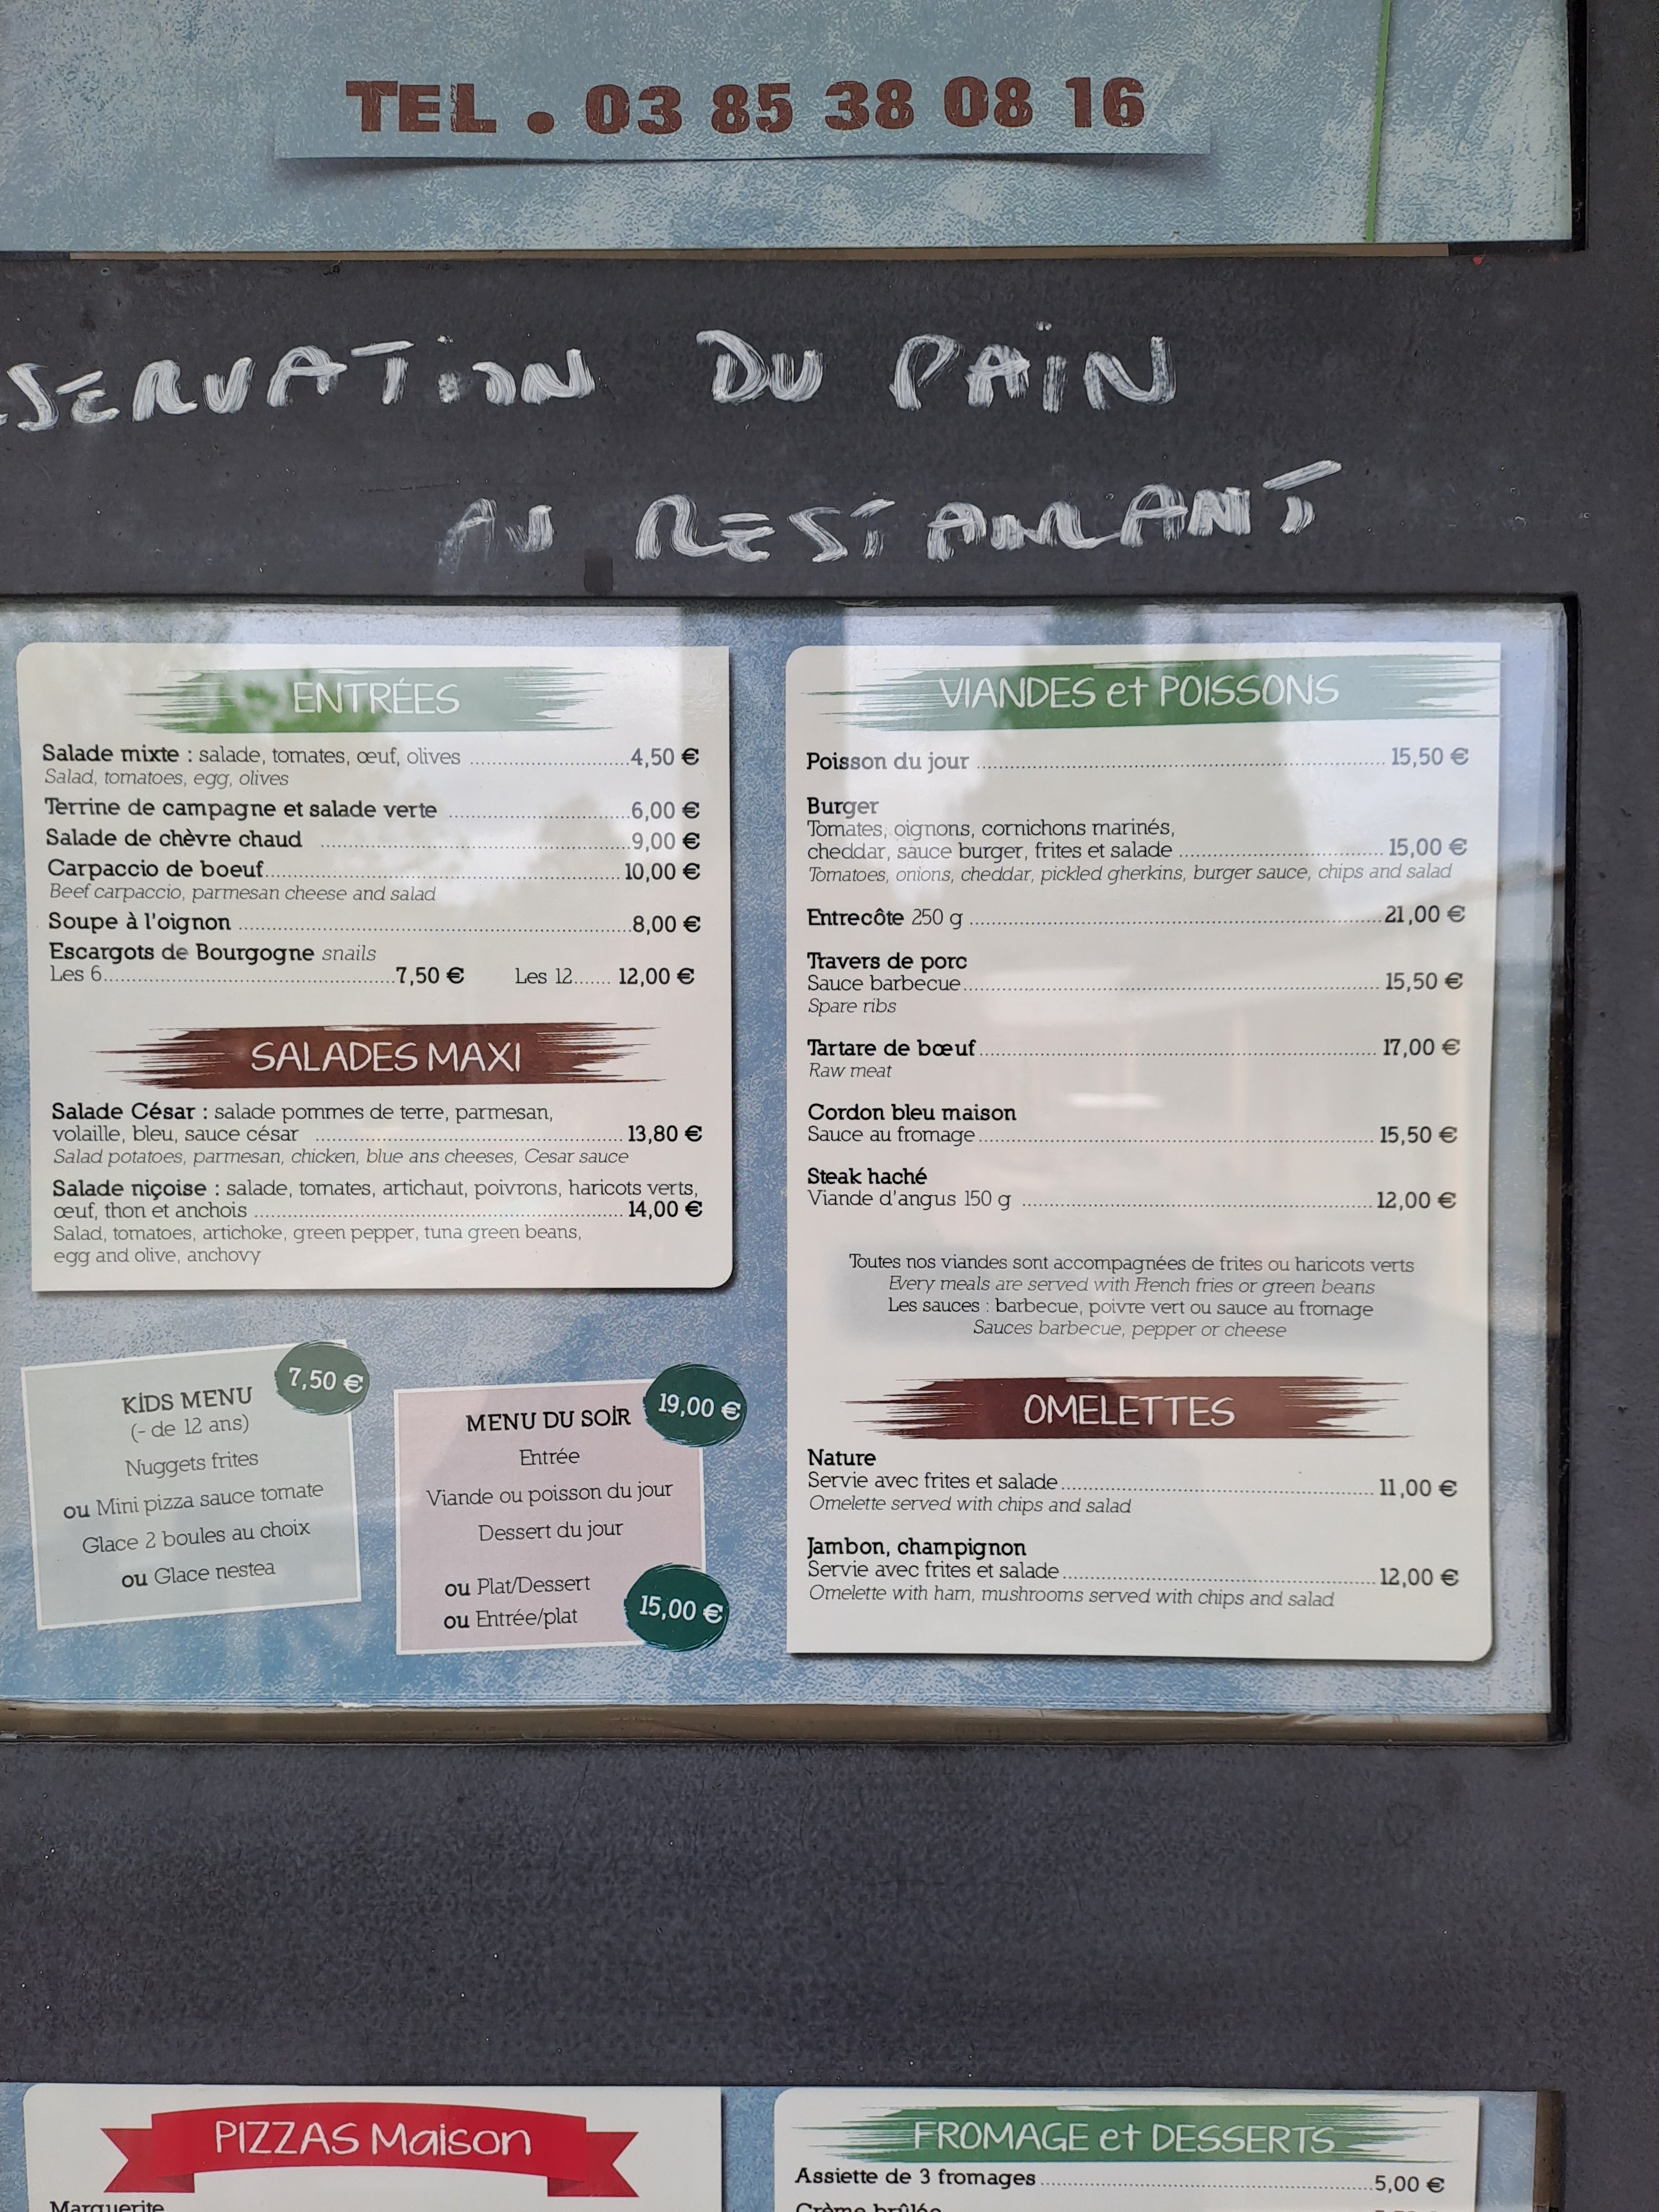 TEL . 03 85 38 08 16
SERVATION DU PAIN
AU RESTAURANT
ENTRÉES
Salade mixte : salade, tomates, œuf, olives ........ 4,50 €
Salad, tomatoes, egg, olives
Terrine de campagne et salade verte ........ 6,00 €
Salade de chèvre chaud ........ 9,00 €
Carpaccio de boeuf ........ 10,00 €
Beef carpaccio, parmesan cheese and salad
Soupe à l'oignon ........ 8,00 €
Escargots de Bourgogne snails
Les 6 ........ 7,50 € Les 12 ....... 12,00 €
SALADES MAXI
Salade César : salade pommes de terre, parmesan,
volaille, bleu, sauce césar ........ 13,80 €
Salad potatoes, parmesan, chicken, blue ans cheeses, Cesar sauce
Salade niçoise : salade, tomates, artichaut, poivrons, haricots verts,
œuf, thon et anchois ........ 14,00 €
Salad, tomatoes, artichoke, green pepper, tuna green beans,
egg and olive, anchovy
KIDS MENU
7,50 €
(- de 12 ans)
Nuggets frites
ou Mini pizza sauce tomate
Glace 2 boules au choix
ou Glace nestea
MENU DU SOIR
19,00 €
Entrée
Viande ou poisson du jour
Dessert du jour
ou Plat/Dessert
ou Entrée/plat
15,00 €
VIANDES et POISSONS
Poisson du jour ........ 15,50 €
Burger
Tomates, oignons, cornichons marinés,
cheddar, sauce burger, frites et salade ........ 15,00 €
Tomatoes, onions, cheddar, pickled gherkins, burger sauce, chips and salad
Entrecôte 250 g ........ 21,00 €
Travers de porc
Sauce barbecue ........ 15,50 €
Spare ribs
Tartare de bœuf ........ 17,00 €
Raw meat
Cordon bleu maison
Sauce au fromage ........ 15,50 €
Steak haché
Viande d'angus 150 g ........ 12,00 €
Toutes nos viandes sont accompagnées de frites ou haricots verts
Every meals are served with French fries or green beans
Les sauces : barbecue, poivre vert ou sauce au fromage
Sauces barbecue, pepper or cheese
OMELETTES
Nature
Servie avec frites et salade ........ 11,00 €
Omelette served with chips and salad
Jambon, champignon
Servie avec frites et salade ........ 12,00 €
Omelette with ham, mushrooms served with chips and salad
PIZZAS Maison
Marguerite
FROMAGE et DESSERTS
Assiette de 3 fromages ........ 5,00 €
Crème brûlée